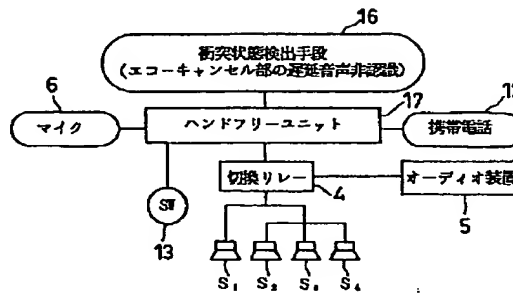 16
衝突状態検出手段
(エコーキャンセル部の遅延音声非認識)
6
マイク
17
ハンドフリーユニット
12
携帯電話
SW
13
切換リレー
4
オーディオ装置
5
S₁ S₂ S₃ S₄